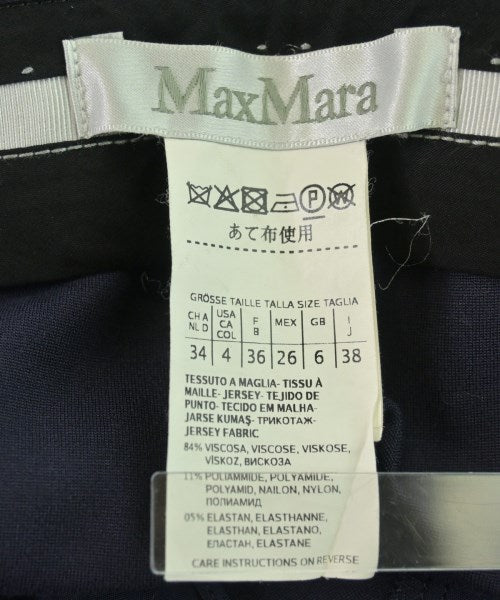 MaxMara
P W
あて布使用
GRÖSSE TAILLE TALLA SIZE TAGLIA
CH A NL D USA CA COL F B MEX GB I J
34 4 36 26 6 38
TESSUTO A MAGLIA- TISSU À
MAILLE- JERSEY- TEJIDO DE
PUNTO- TECIDO EM MALHA-
JARSE KUMAŞ- ТРИКОТАЖ-
JERSEY FABRIC
84% VISCOSA, VISCOSE, VISKOSE,
VİSKOZ, ВИСКОЗА
11% POLIAMMIDE, POLYAMIDE,
POLYAMID, NAILON, NYLON,
ПОЛИАМИД
05% ELASTAN, ELASTHANNE,
ELASTHAN, ELASTANO,
ЕЛАСТАН, ELASTANE
CARE INSTRUCTIONS ON REVERSE